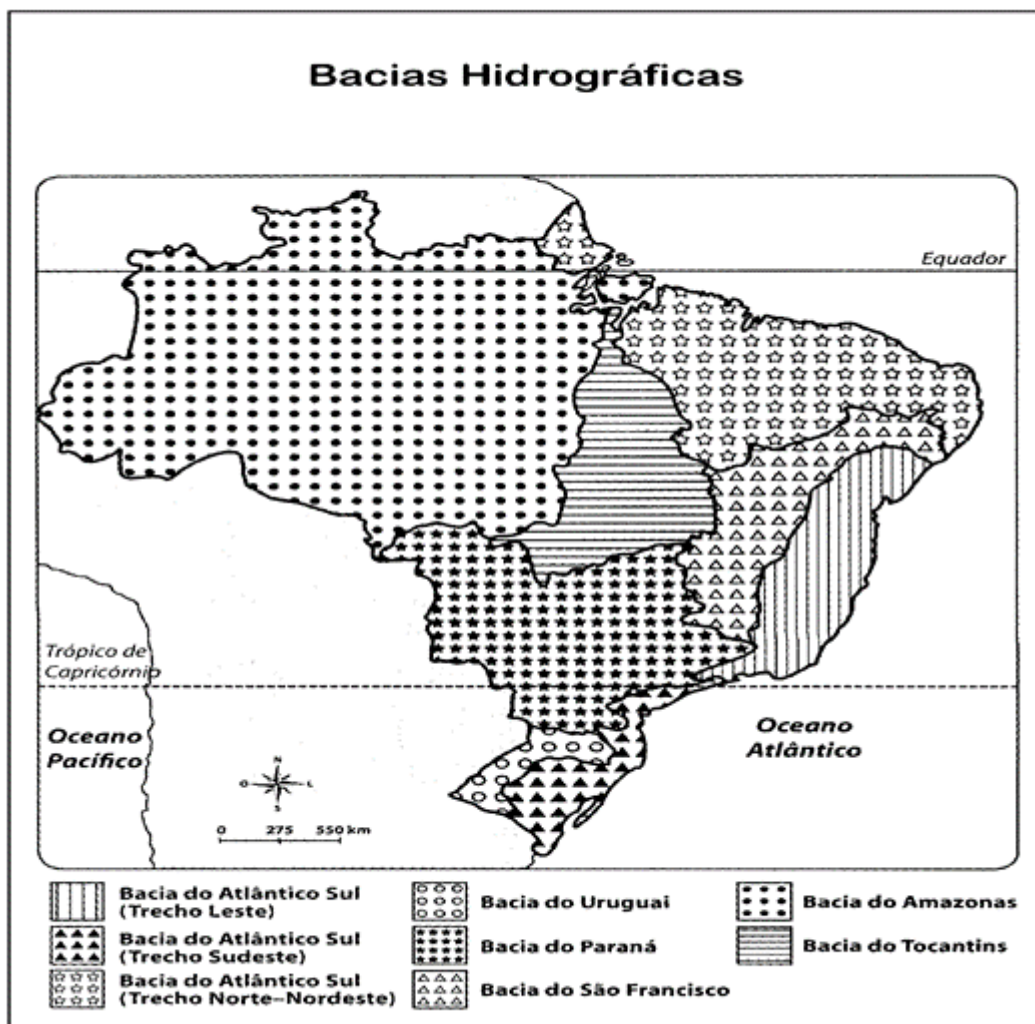 Bacias Hidrográficas
Equador
Trópico de
Capricórnio
Oceano
Pacífico
Oceano
Atlântico
N
O L
S
0 275 550 km
Bacia do Atlântico Sul
(Trecho Leste)
Bacia do Atlântico Sul
(Trecho Sudeste)
Bacia do Atlântico Sul
(Trecho Norte-Nordeste)
Bacia do Uruguai
Bacia do Paraná
Bacia do São Francisco
Bacia do Amazonas
Bacia do Tocantins